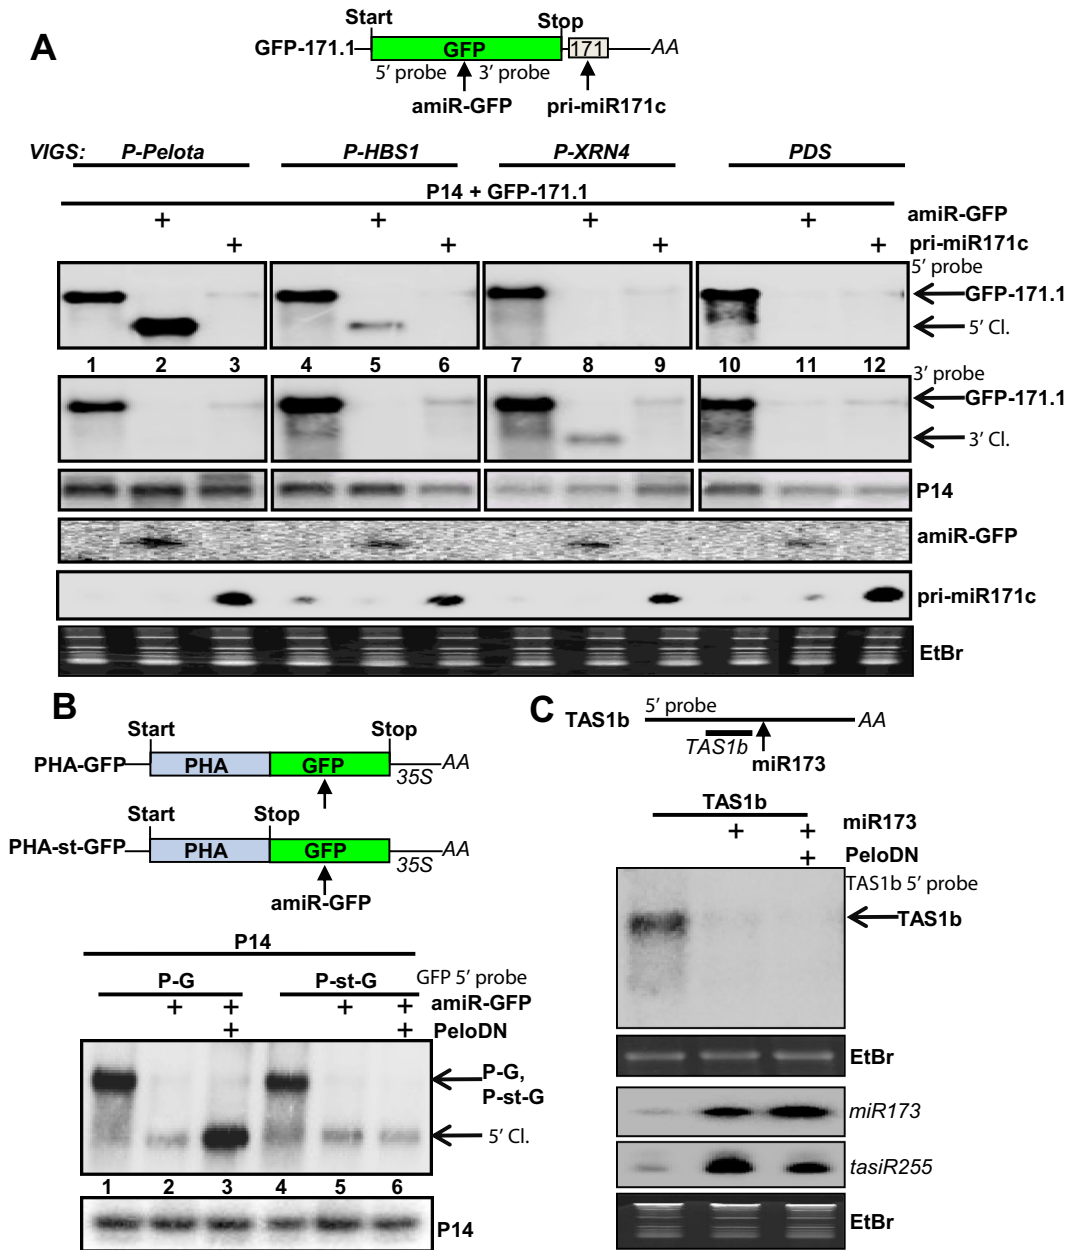 A
Start Stop
GFP-171.1 GFP 171 AA
5’ probe 3’ probe
amiR-GFP pri-miR171c
VIGS: P-Pelota P-HBS1 P-XRN4 PDS
P14 + GFP-171.1
+ + + + amiR-GFP
+ + + + pri-miR171c
5’ probe
GFP-171.1
5’ Cl.
1 2 3 4 5 6 7 8 9 10 11 12
3’ probe
GFP-171.1
3’ Cl.
P14
amiR-GFP
pri-miR171c
EtBr
B
Start Stop
PHA-GFP PHA GFP 35S AA
Start Stop
PHA-st-GFP PHA GFP 35S AA
amiR-GFP
P14
P-G P-st-G GFP 5’ probe
+ + + + amiR-GFP
+ + PeloDN
P-G,
P-st-G
5’ Cl.
1 2 3 4 5 6
P14
C
5’ probe
TAS1b AA
TAS1b
miR173
TAS1b
+ + miR173
+ PeloDN
TAS1b 5’ probe
TAS1b
EtBr
miR173
tasiR255
EtBr